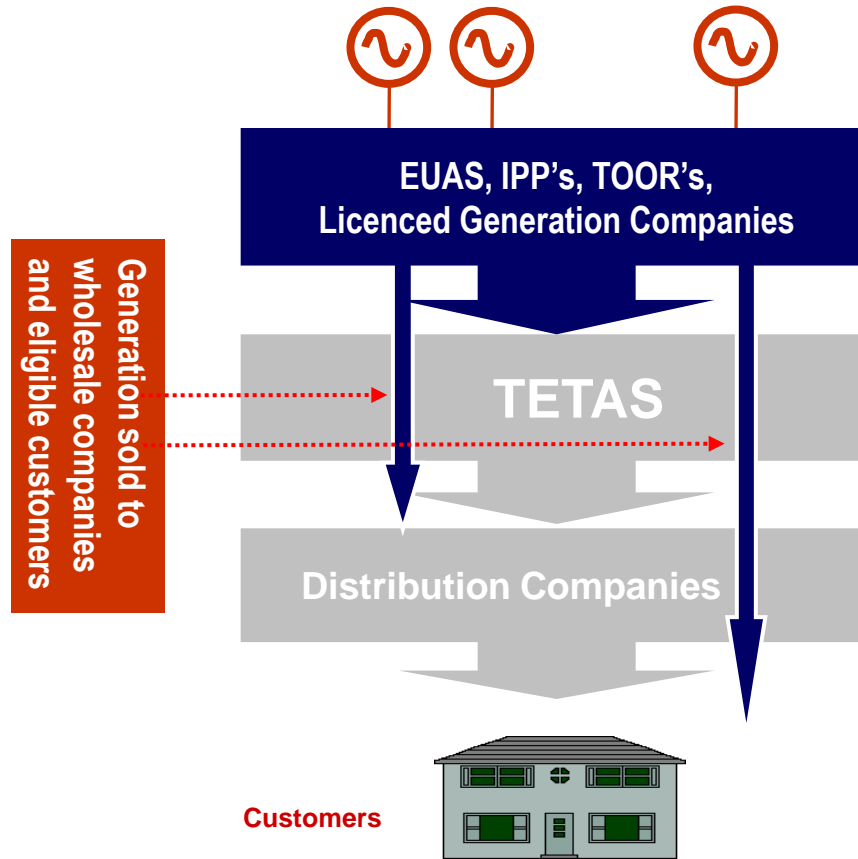 EUAS, IPP’s, TOOR’s,
Licenced Generation Companies
Generation sold to
wholesale companies
and eligible customers
TETAS
Distribution Companies
Customers